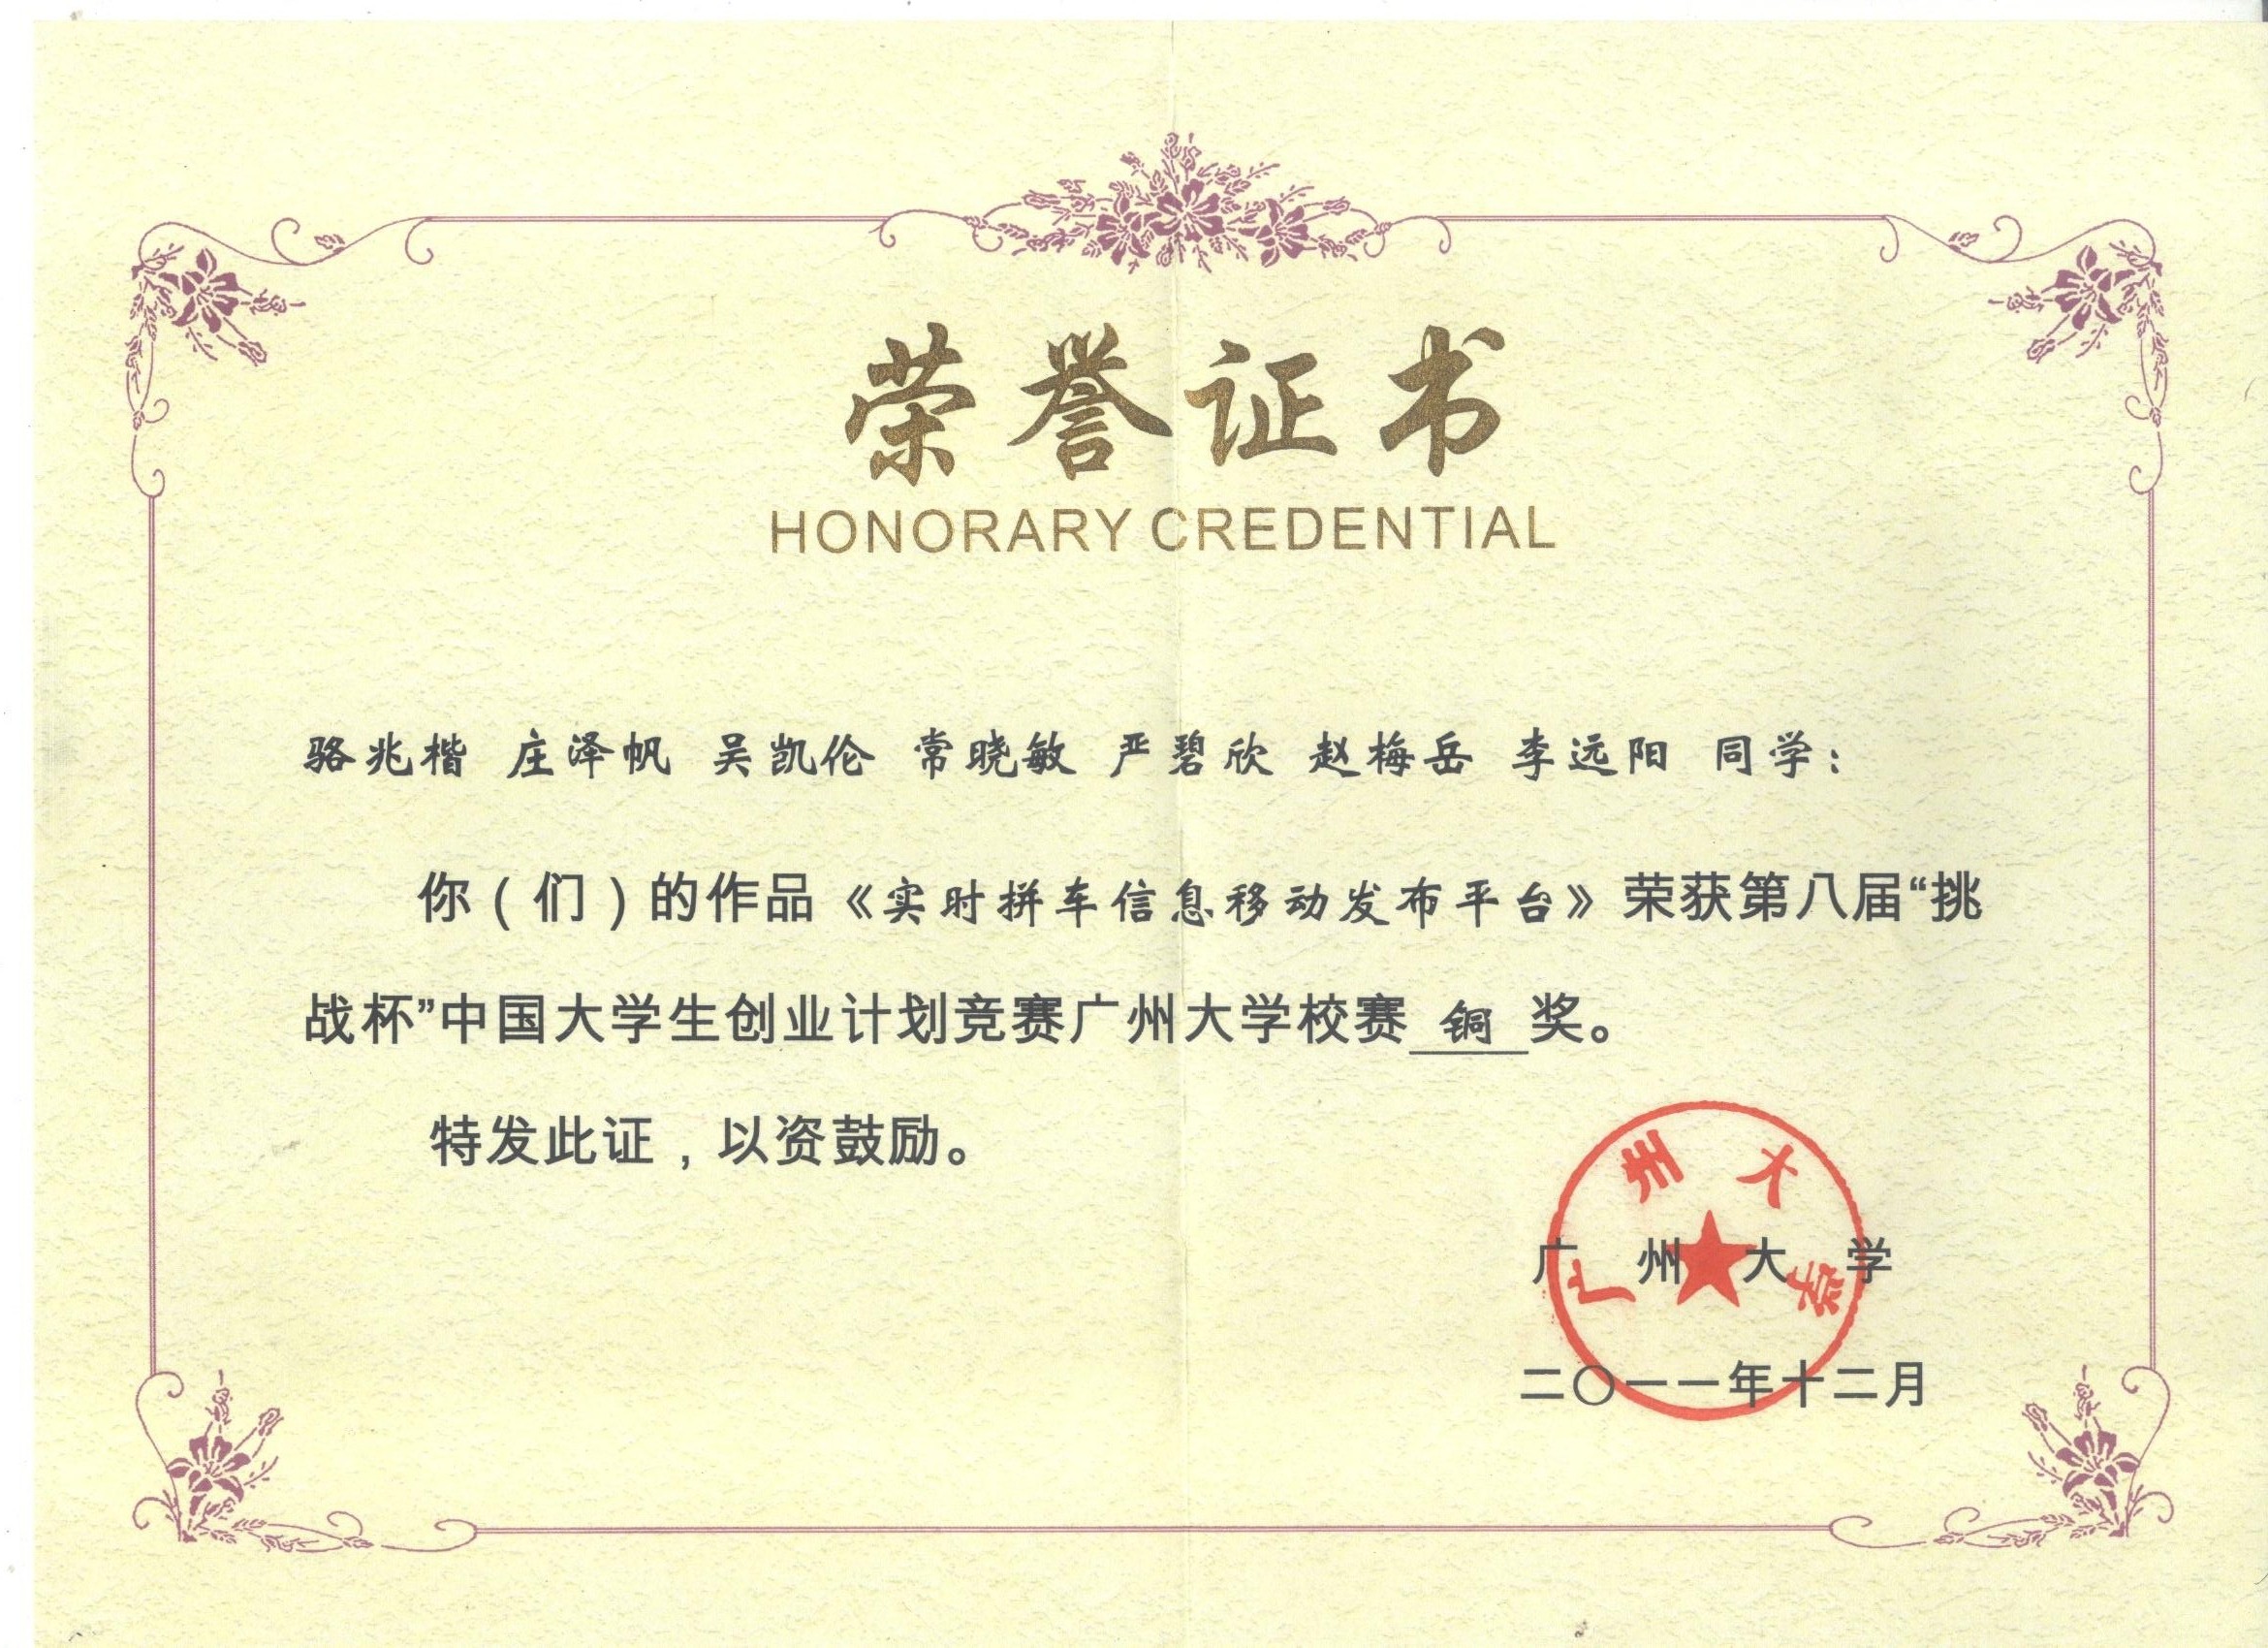 荣誉证书
HONORARY CREDENTIAL
骆兆楷 庄泽帆 吴凯伦 常晓敏 严碧欣 赵梅岳 李远阳 同学：
你（们）的作品《实时拼车信息移动发布平台》荣获第八届“挑
战杯”中国大学生创业计划竞赛广州大学校赛 铜 奖。
特发此证，以资鼓励。
广州大学
广州大学
二〇一一年十二月